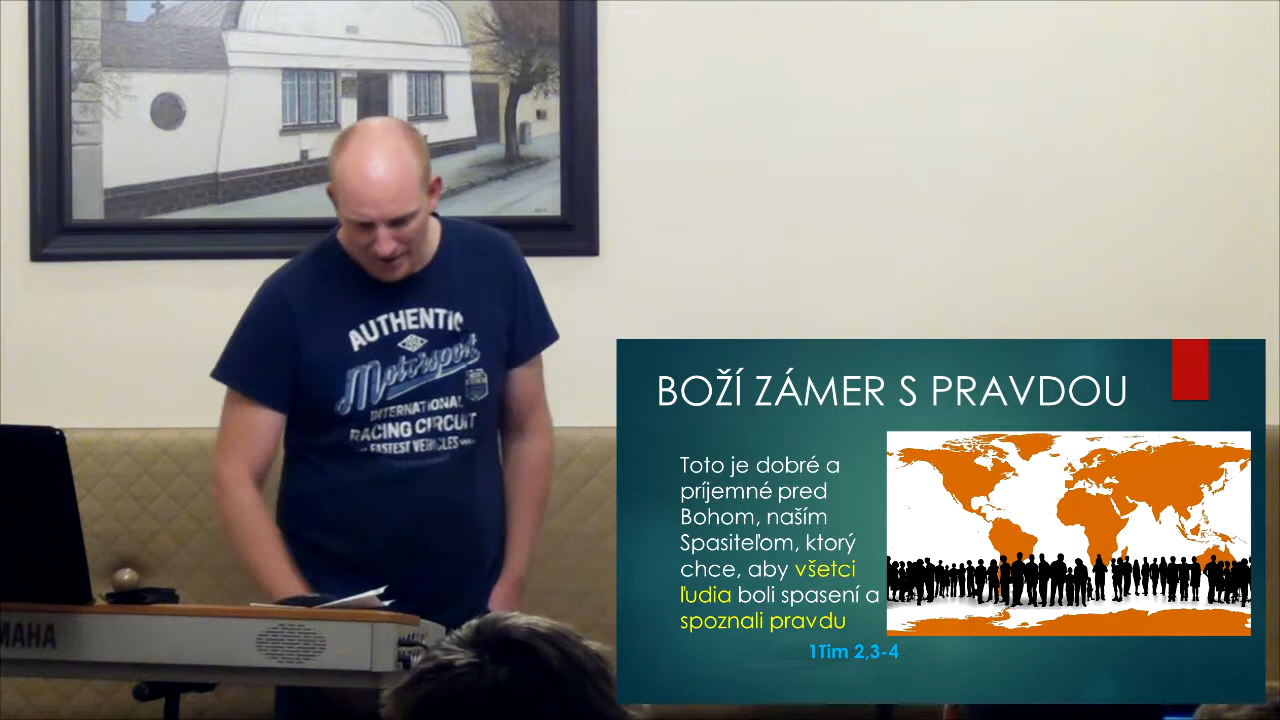 AUTHENTIC
Motorsport
INTERNATIONAL
RACING CIRCUIT
FASTEST VEHICLES
BOŽÍ ZÁMER S PRAVDOU
Toto je dobré a
príjemné pred
Bohom, naším
Spasiteľom, ktorý
chce, aby všetci
ľudia boli spasení a
spoznali pravdu
1Tim 2,3-4
MAHA